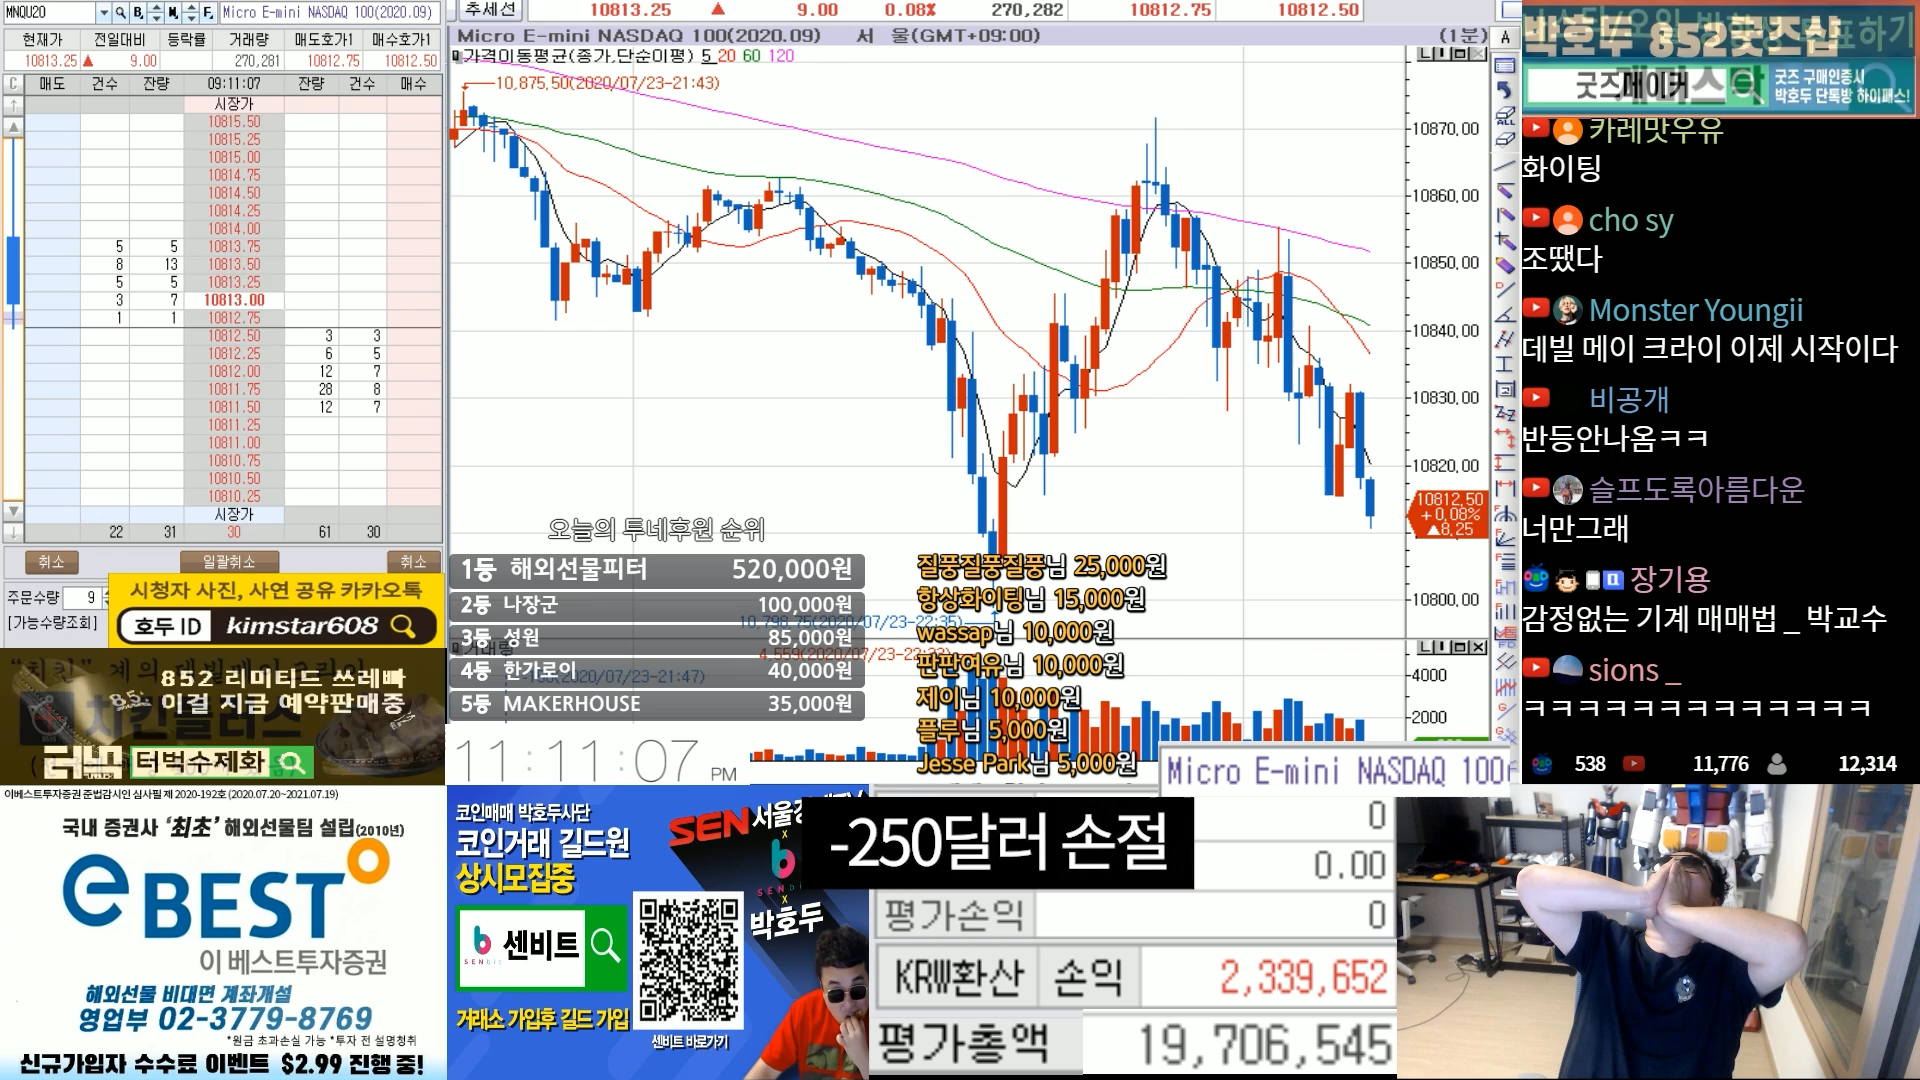 MNQU20
Micro E-mini NASDAQ 100(2020.09)
현재가 전일대비 등락률 거래량 매도호가1 매수호가1
10813.25 ▲ 9.00 270,281 10812.75 10812.50
C 매도 건수 잔량 09:11:07 잔량 건수 매수
시장가
10815.50
10815.25
10815.00
10814.75
10814.50
10814.25
10814.00
5 5 10813.75
8 13 10813.50
5 5 10813.25
3 7 10813.00
1 1 10812.75
10812.50 3 3
10812.25 6 5
10812.00 12 7
10811.75 28 8
10811.50 12 7
10811.25
10811.00
10810.75
10810.50
10810.25
시장가
22 31 30 61 30
취소 일괄취소 취소
주문수량 9
[가능수량조회]
시청자 사진, 사연 공유 카카오톡
호두 ID kimstar608
852 리미티드 쓰레빠
이걸 지금 예약판매중
터벅수제화
추세선 10813.25 ▲ 9.00 0.08% 270,282 10812.75 10812.50
Micro E-mini NASDAQ 100(2020.09) 서 울(GMT+09:00) (1분)
가격이동평균(종가,단순이평) 5 20 60 120
10,875.50(2020/07/23-21:43)
10870.00
10860.00
10850.00
10840.00
10830.00
10820.00
10812.50
+0.08%
▲8.25
10800.00
4000
2000
오늘의 투네후원 순위
1등 해외선물피터 520,000원
2등 나장군 100,000원
3등 성원 85,000원
4등 한가로이 40,000원
5등 MAKERHOUSE 35,000원
10,798.75(2020/07/23-22:35)
질풍질풍질풍님 25,000원
항상화이팅님 15,000원
wassap님 10,000원
판판여유님 10,000원
제이님 10,000원
플루님 5,000원
Jesse Park님 5,000원
11:11:07 PM
Micro E-mini NASDAQ 100
박호두 852굿즈샵
굿즈메이커
굿즈 구매인증시
박호두 단톡방 하이패스!
카레맛우유
화이팅
cho sy
조땠다
Monster Youngii
데빌 메이 크라이 이제 시작이다
비공개
반등안나옴ㅋㅋ
슬프도록아름다운
너만그래
장기용
감정없는 기계 매매법 _ 박교수
sions _
ㅋㅋㅋㅋㅋㅋㅋㅋㅋㅋㅋㅋㅋ
538 11,776 12,314
이베스트투자증권 준법감시인 심사필 제 2020-192호 (2020.07.20~2021.07.19)
국내 증권사 '최초' 해외선물팀 설립(2010년)
eBEST
이베스트투자증권
해외선물 비대면 계좌개설
영업부 02-3779-8769
*원금 초과손실 가능 *투자 전 설명청취
신규가입자 수수료 이벤트 $2.99 진행 중!
코인매매 박호두사단
코인거래 길드원
상시모집중
센비트
거래소 가입후 길드 가입
센비트 바로가기
SEN 서울
x
박호두
-250달러 손절
0
0.00
평가손익 0
KRW환산 손익 2,339,652
평가총액 19,706,545